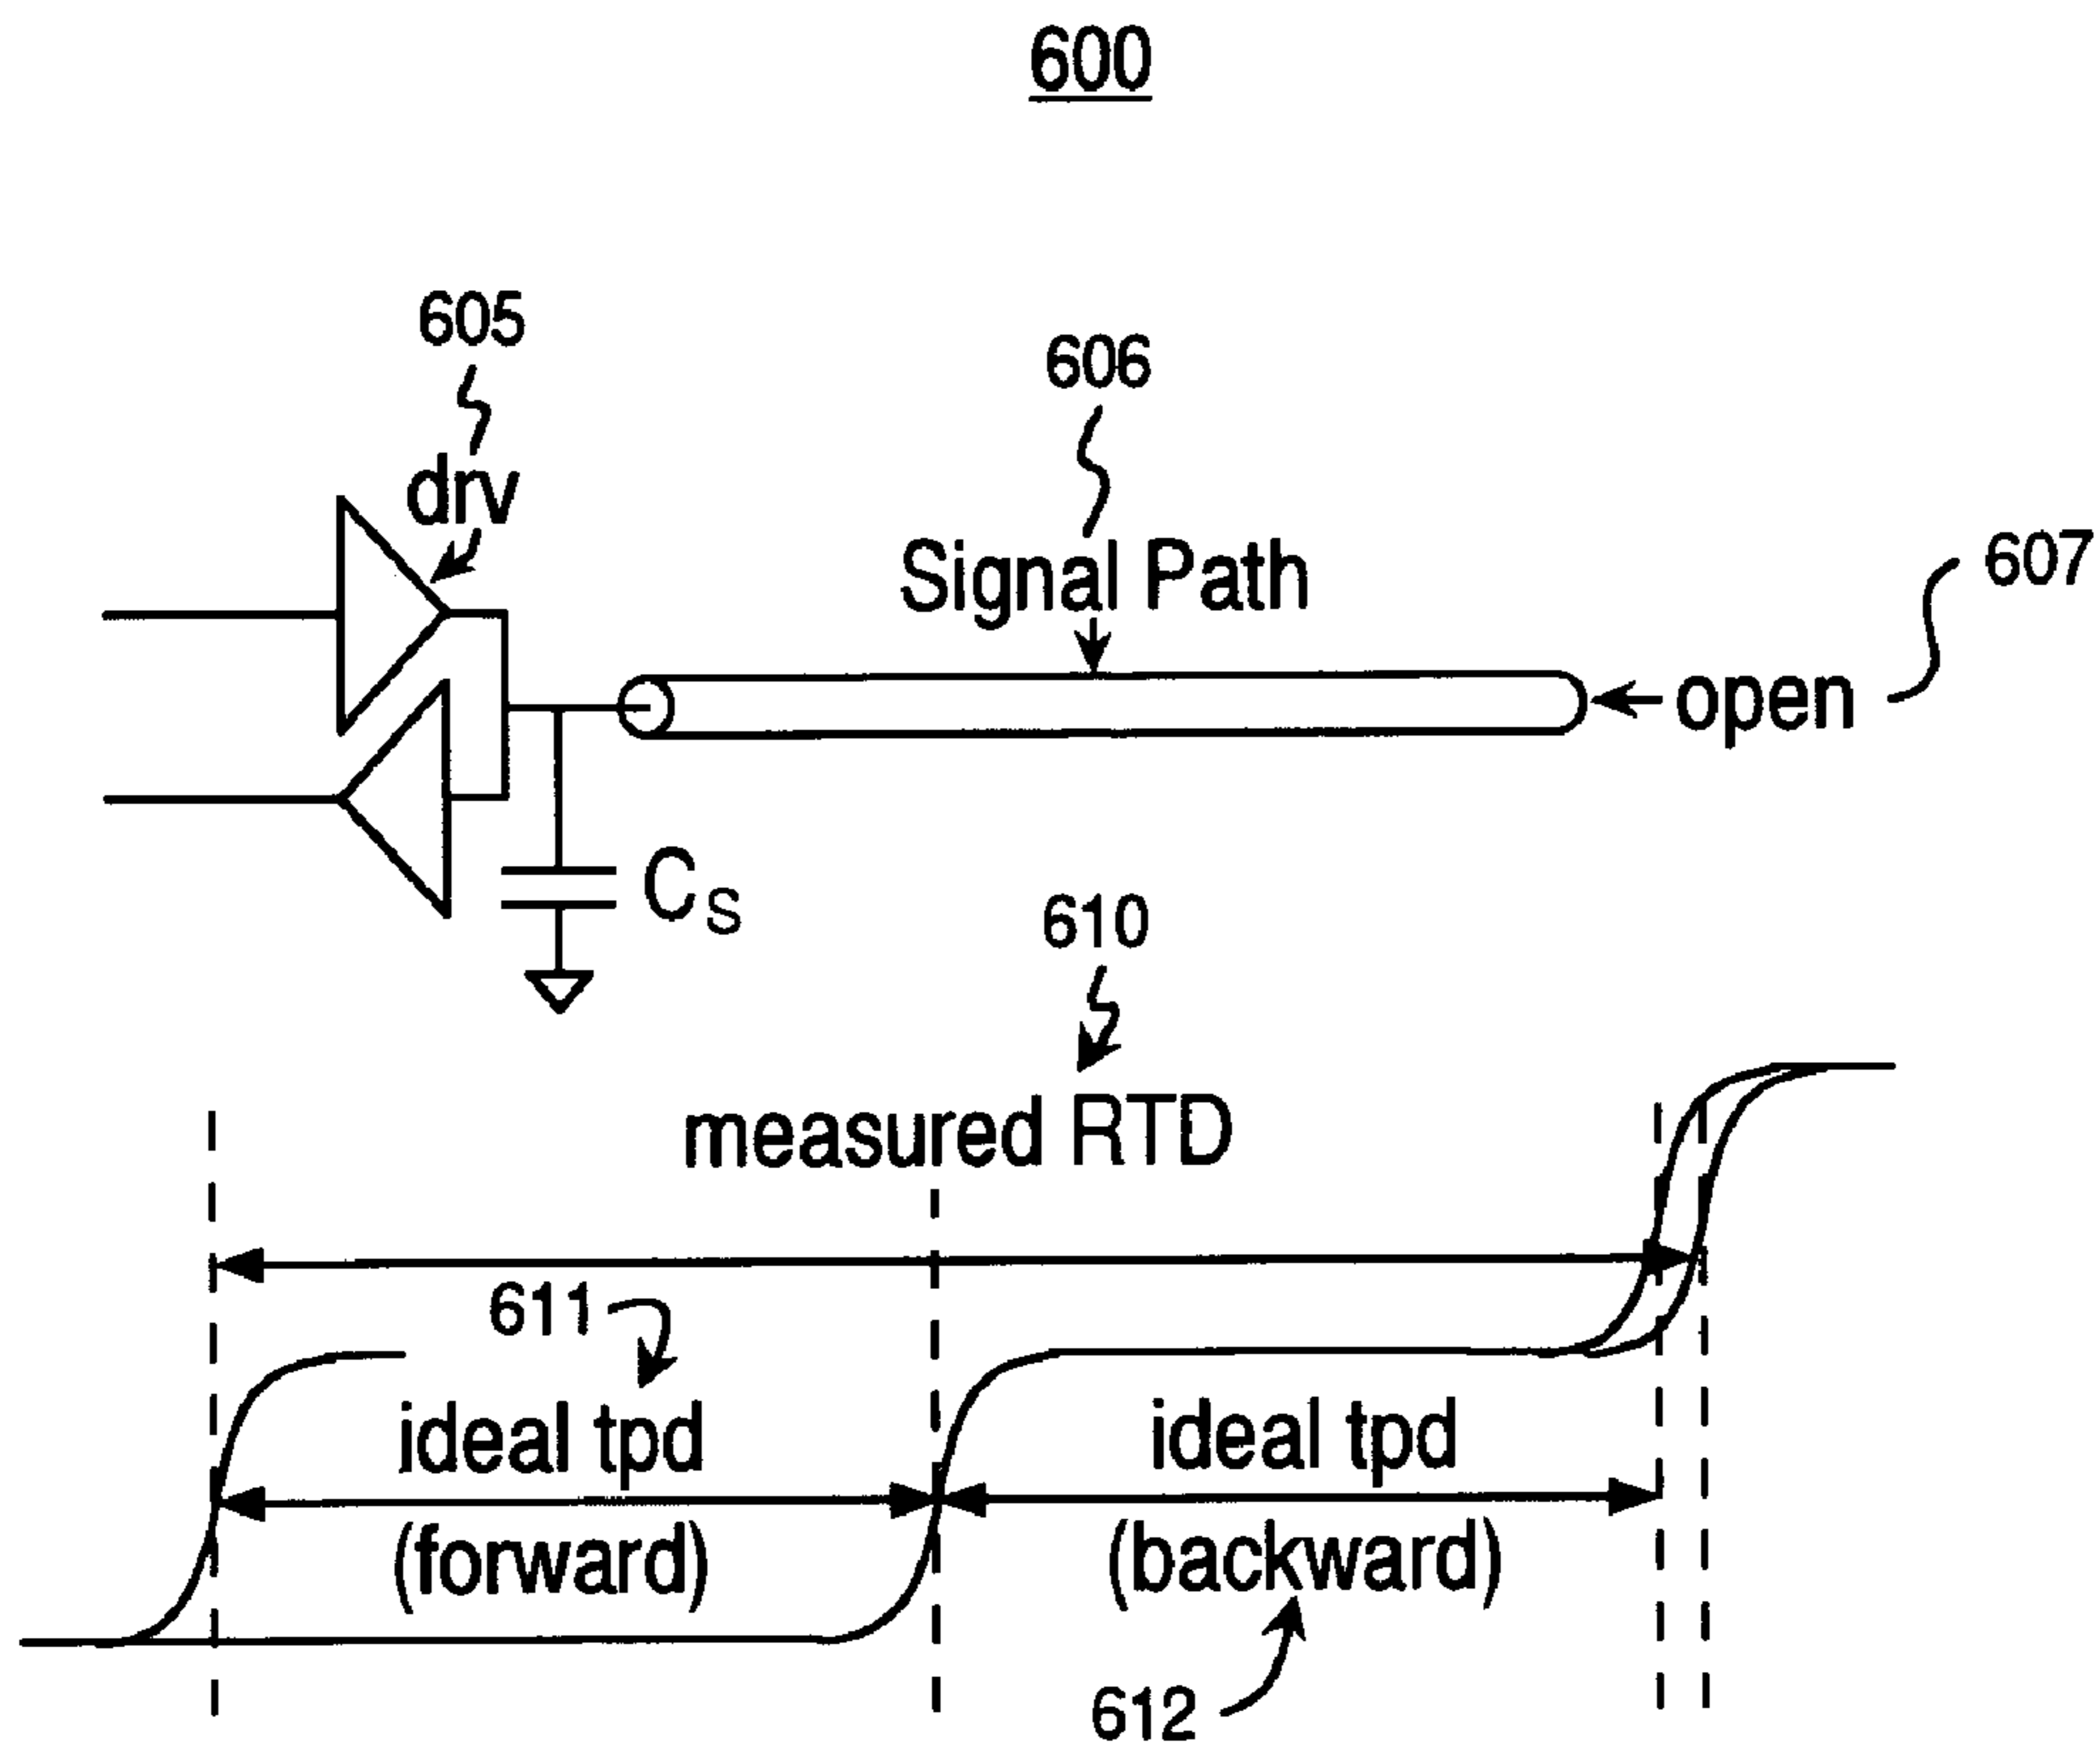 600
605
606
drv
Signal Path
607
open
CS
610
measured RTD
611
ideal tpd
ideal tpd
(forward)
(backward)
612